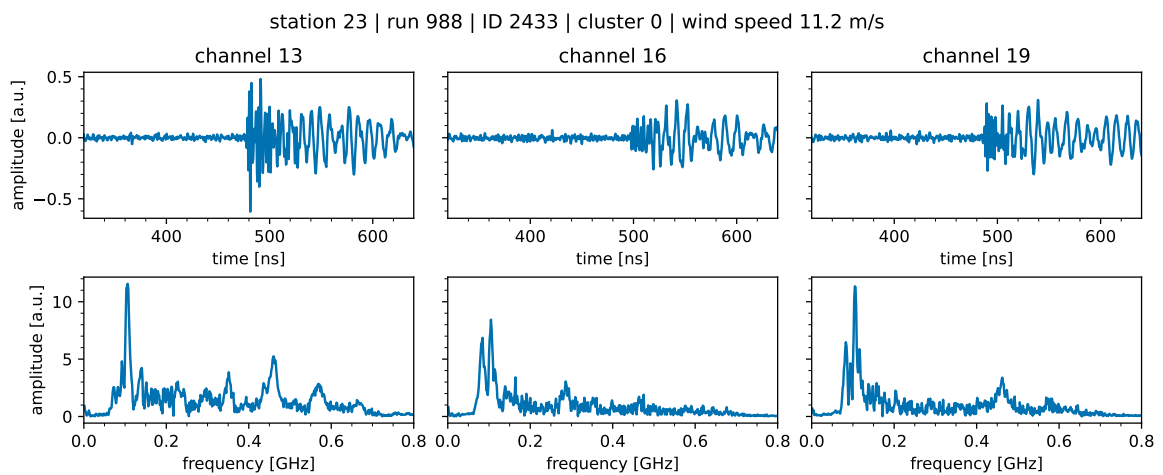 station 23 | run 988 | ID 2433 | cluster 0 | wind speed 11.2 m/s
channel 13 channel 16 channel 19
0.5
0.0
−0.5
amplitude [a.u.]
400 500 600 400 500 600 400 500 600
time [ns] time [ns] time [ns]
10
5
0
amplitude [a.u.]
0.0 0.2 0.4 0.6 0.8 0.0 0.2 0.4 0.6 0.8 0.0 0.2 0.4 0.6 0.8
frequency [GHz] frequency [GHz] frequency [GHz]